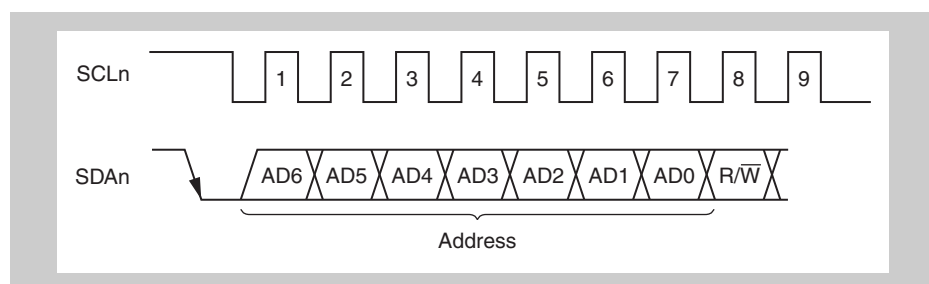 SCLn 1 2 3 4 5 6 7 8 9
SDAn AD6 AD5 AD4 AD3 AD2 AD1 AD0 R/W̅
Address